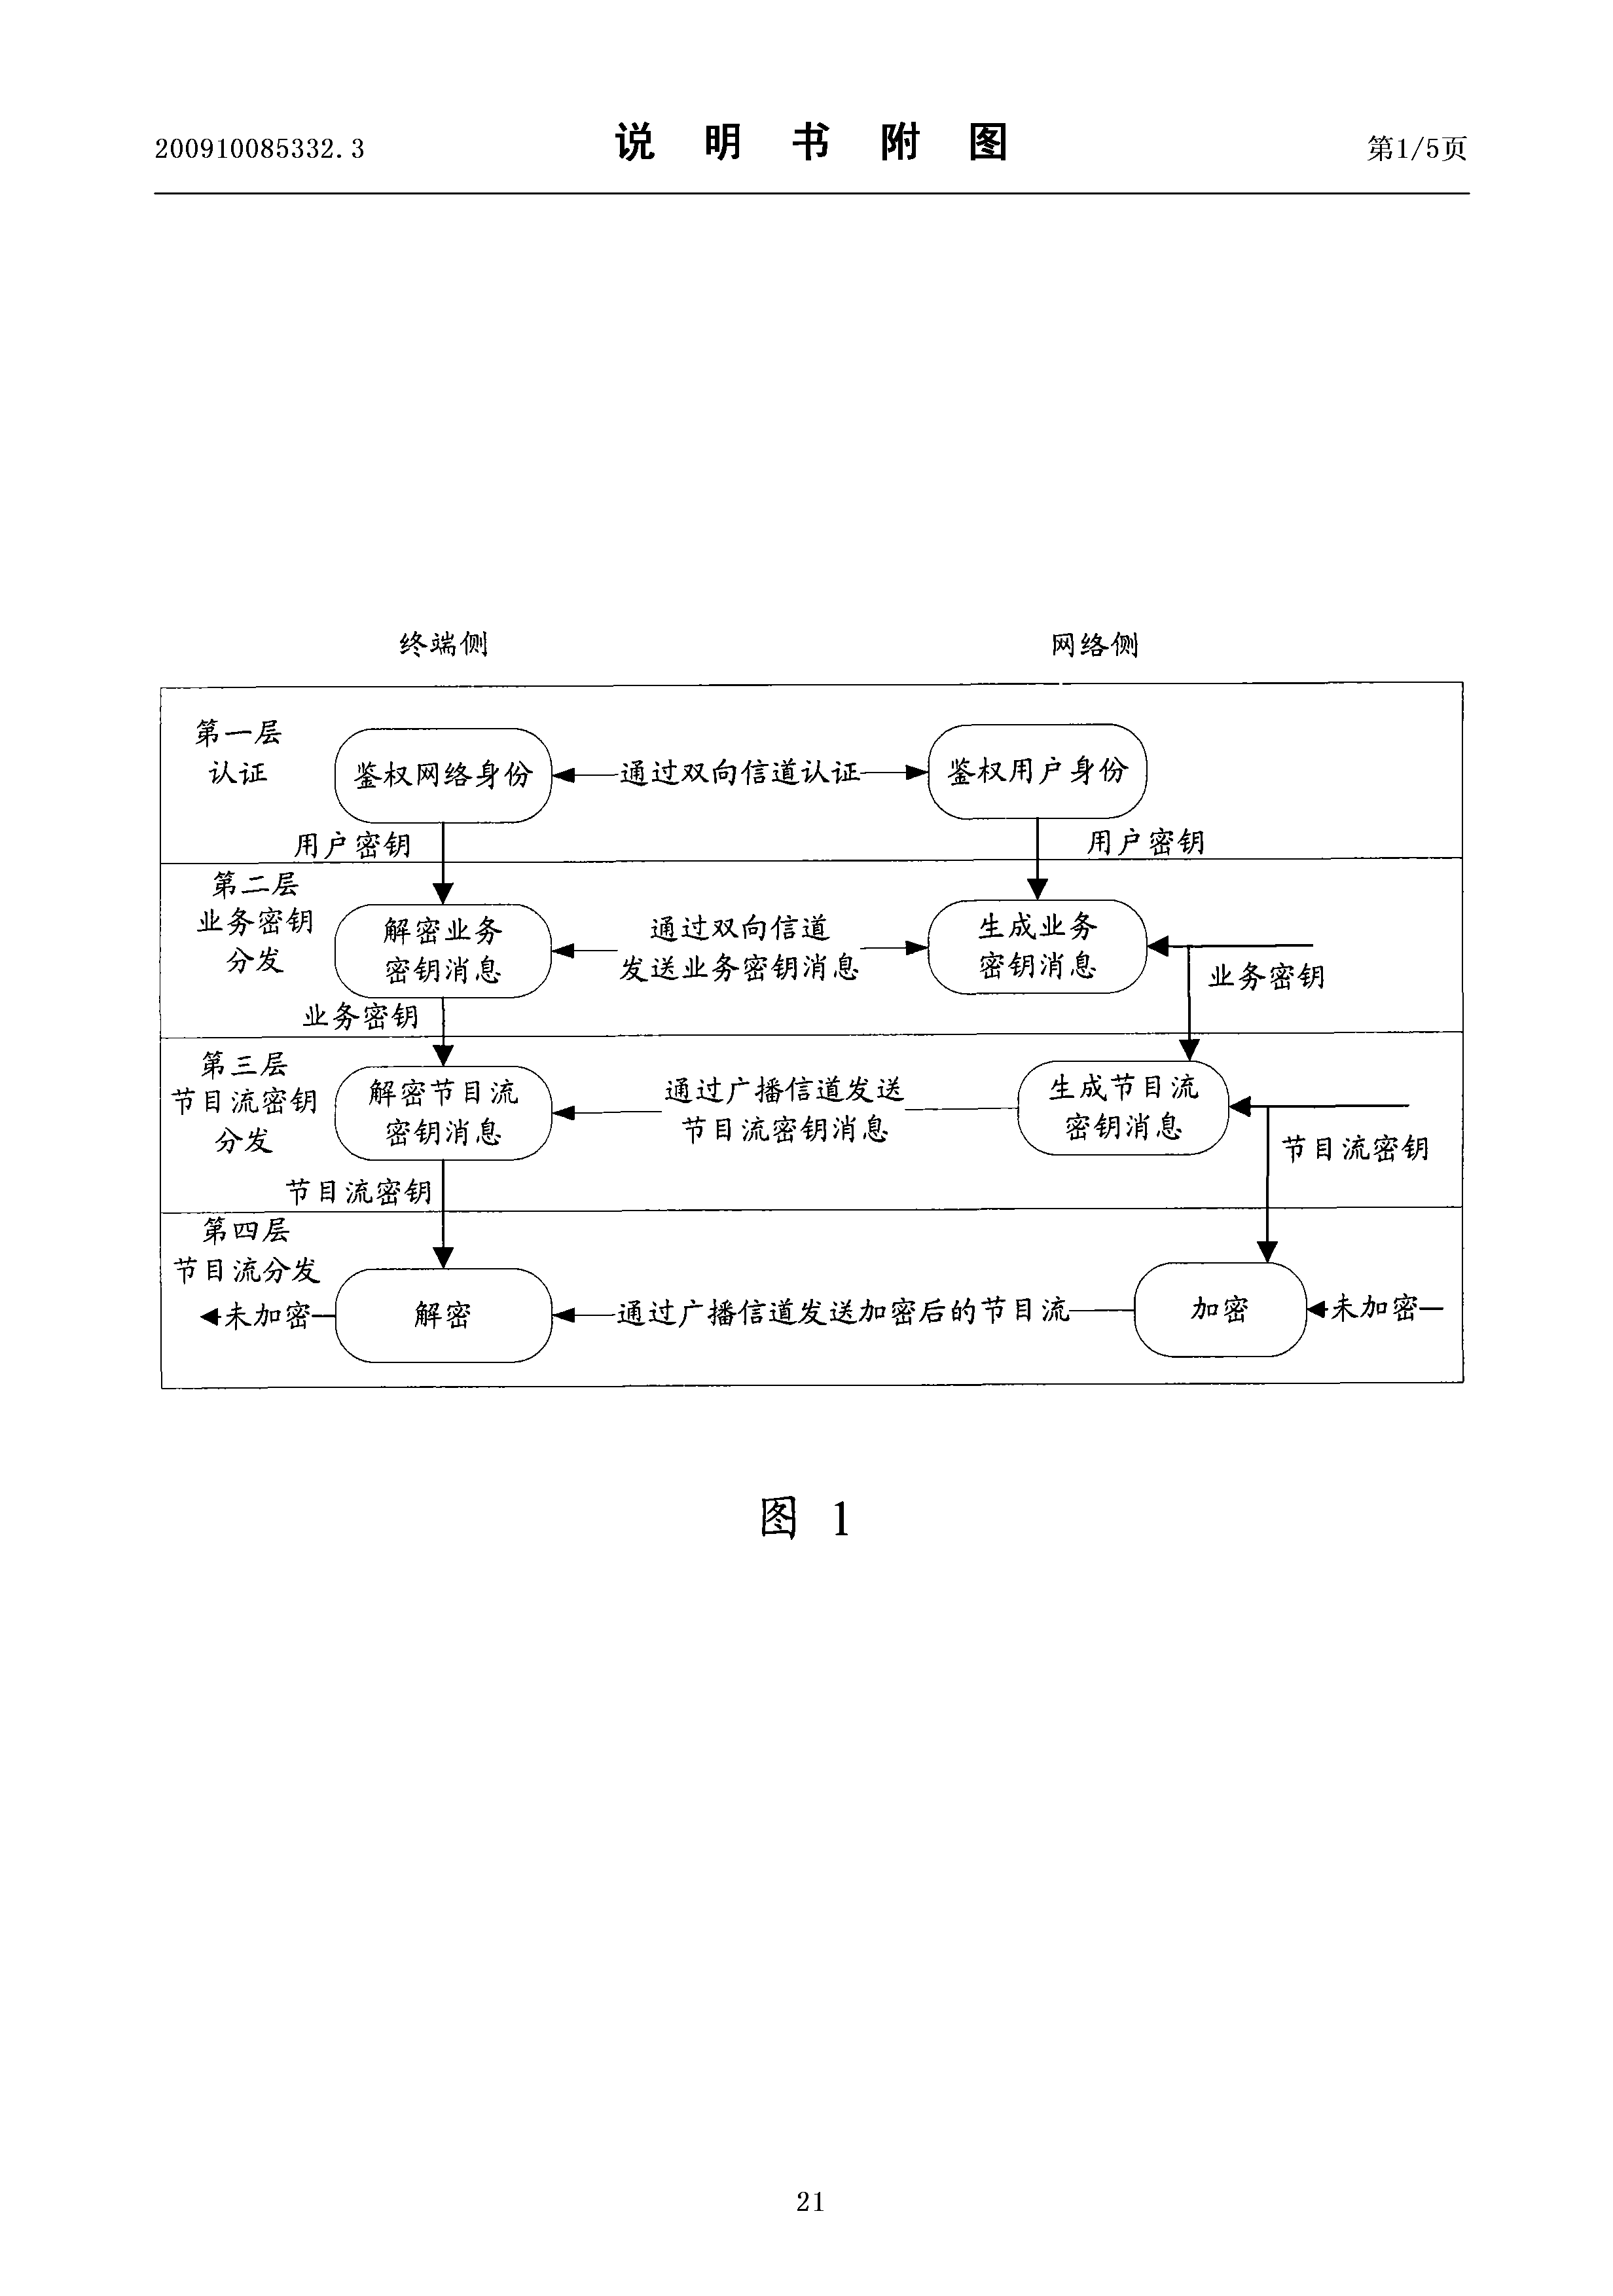 200910085332.3
说明书附图
第1/5页
终端侧
网络侧
第一层
认证
鉴权网络身份
通过双向信道认证
鉴权用户身份
用户密钥
用户密钥
第二层
业务密钥
分发
解密业务
密钥消息
通过双向信道
发送业务密钥消息
生成业务
密钥消息
业务密钥
业务密钥
第三层
节目流密钥
分发
解密节目流
密钥消息
通过广播信道发送
节目流密钥消息
生成节目流
密钥消息
节目流密钥
节目流密钥
第四层
节目流分发
未加密
解密
通过广播信道发送加密后的节目流
加密
未加密
图 1
21